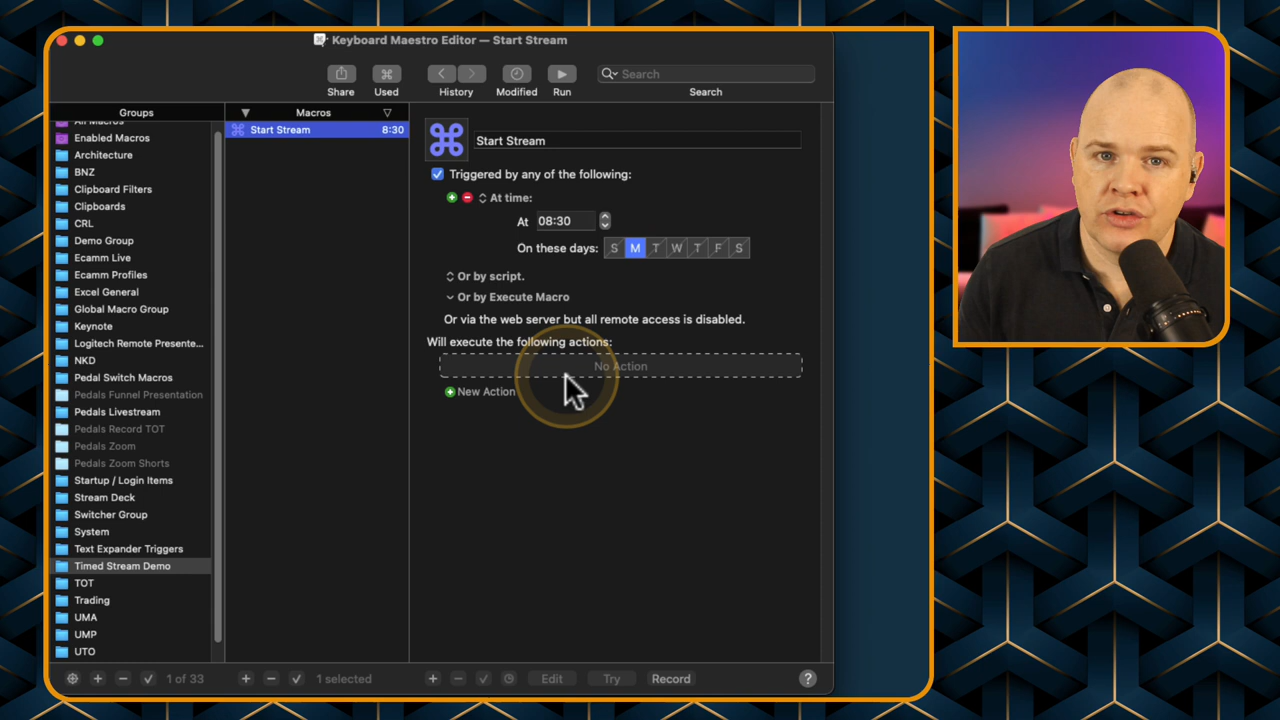 Keyboard Maestro Editor — Start Stream
Share
Used
History
Modified
Run
Search
Search
Groups
Macros
All Macros
Enabled Macros
Architecture
BNZ
Clipboard Filters
Clipboards
CRL
Demo Group
Ecamm Live
Ecamm Profiles
Excel General
Global Macro Group
Keynote
Logitech Remote Presente...
NKD
Pedal Switch Macros
Pedals Funnel Presentation
Pedals Livestream
Pedals Record TOT
Pedals Zoom
Pedals Zoom Shorts
Startup / Login Items
Stream Deck
Switcher Group
System
Text Expander Triggers
Timed Stream Demo
TOT
Trading
UMA
UMP
UTO
1 of 33
Start Stream 8:30
1 selected
Start Stream
Triggered by any of the following:
At time:
At 08:30
On these days: S M T W T F S
Or by script.
Or by Execute Macro
Or via the web server but all remote access is disabled.
Will execute the following actions:
No Action
New Action
Edit
Try
Record
?